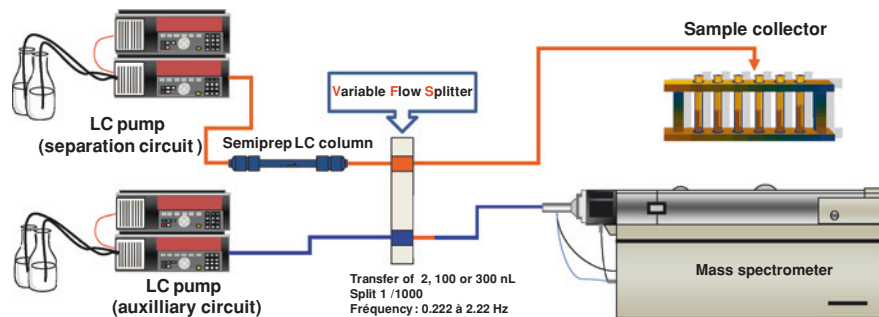 Sample collector
Variable Flow Splitter
LC pump
(separation circuit)
Semiprep LC column
LC pump
(auxilliary circuit)
Transfer of 2, 100 or 300 nL
Split 1 /1000
Fréquency: 0.222 à 2.22 Hz
Mass spectrometer